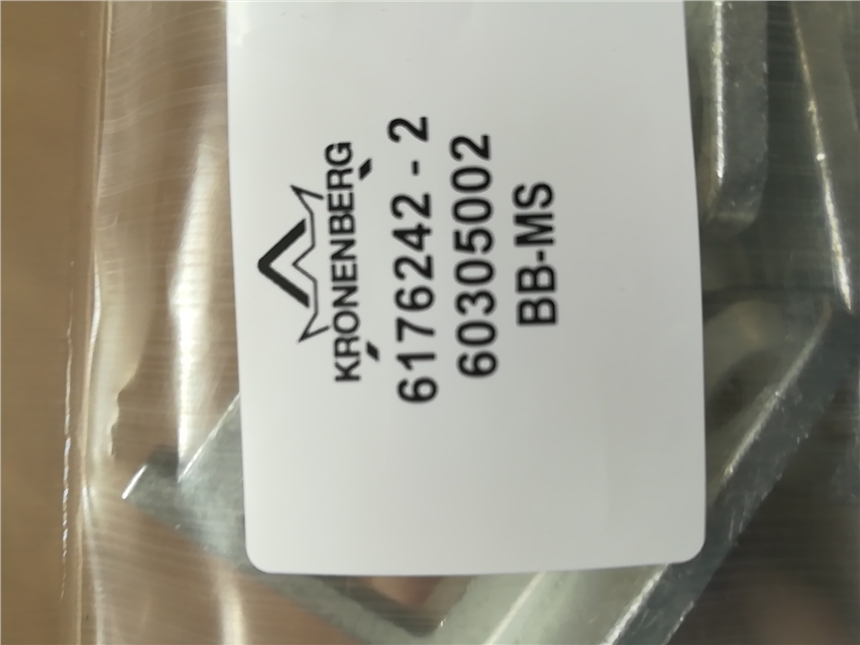 KRONENBERG
6176242 - 2
60305002
BB-MS